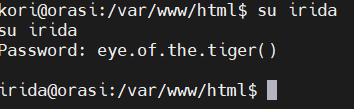 kori@orasi:/var/www/html$ su irida
su irida
Password: eye.of.the.tiger()
irida@orasi:/var/www/html$